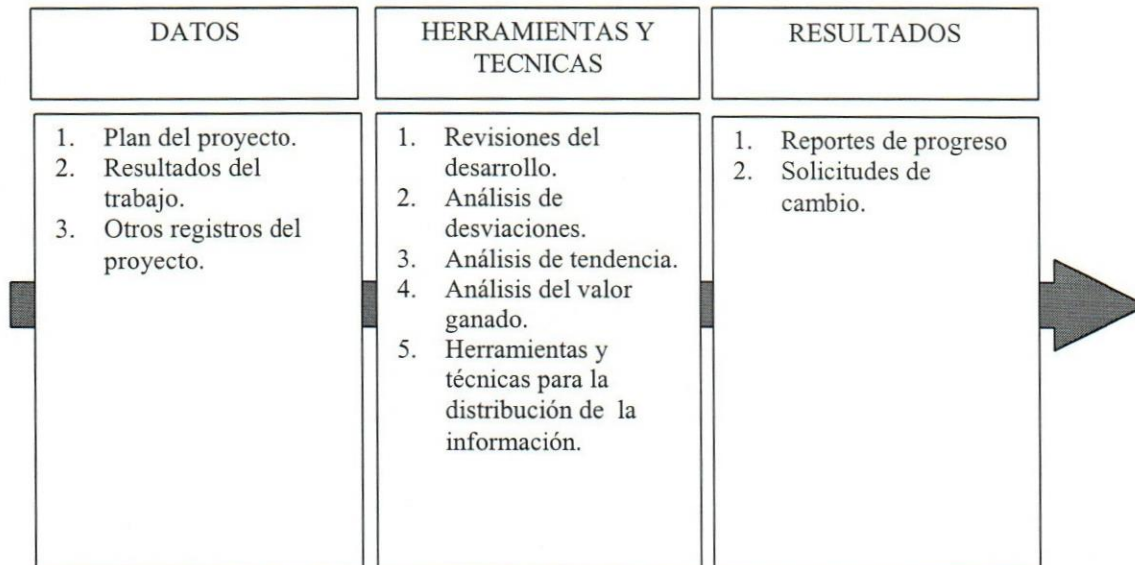 DATOS
HERRAMIENTAS Y
TECNICAS
RESULTADOS
1. Plan del proyecto.
2. Resultados del
trabajo.
3. Otros registros del
proyecto.
1. Revisiones del
desarrollo.
2. Análisis de
desviaciones.
3. Análisis de tendencia.
4. Análisis del valor
ganado.
5. Herramientas y
técnicas para la
distribución de la
información.
1. Reportes de progreso
2. Solicitudes de
cambio.